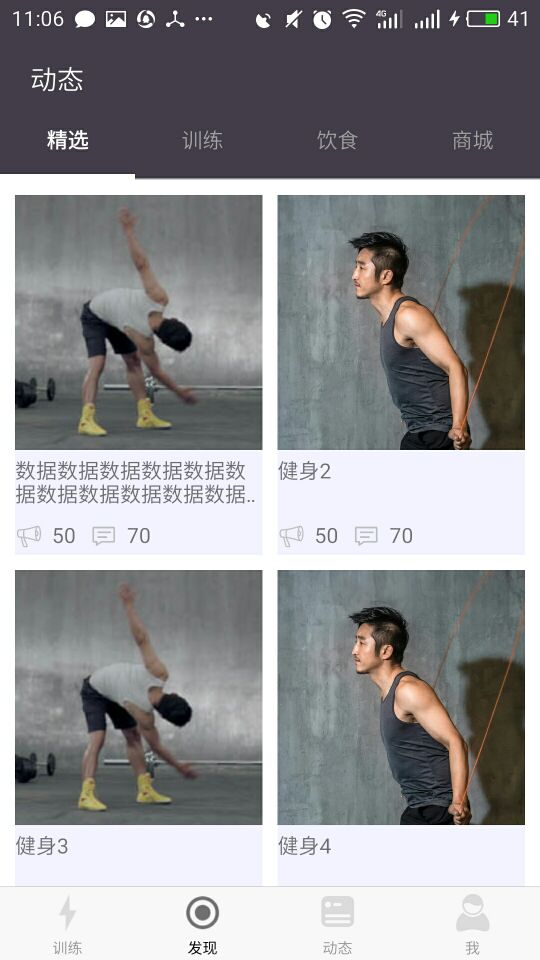 11:06
4G
41
动态
精选 训练 饮食 商城
数据数据数据数据数据数
据数据数据数据数据数据..
健身2
50 70
50 70
健身3
健身4
训练 发现 动态 我